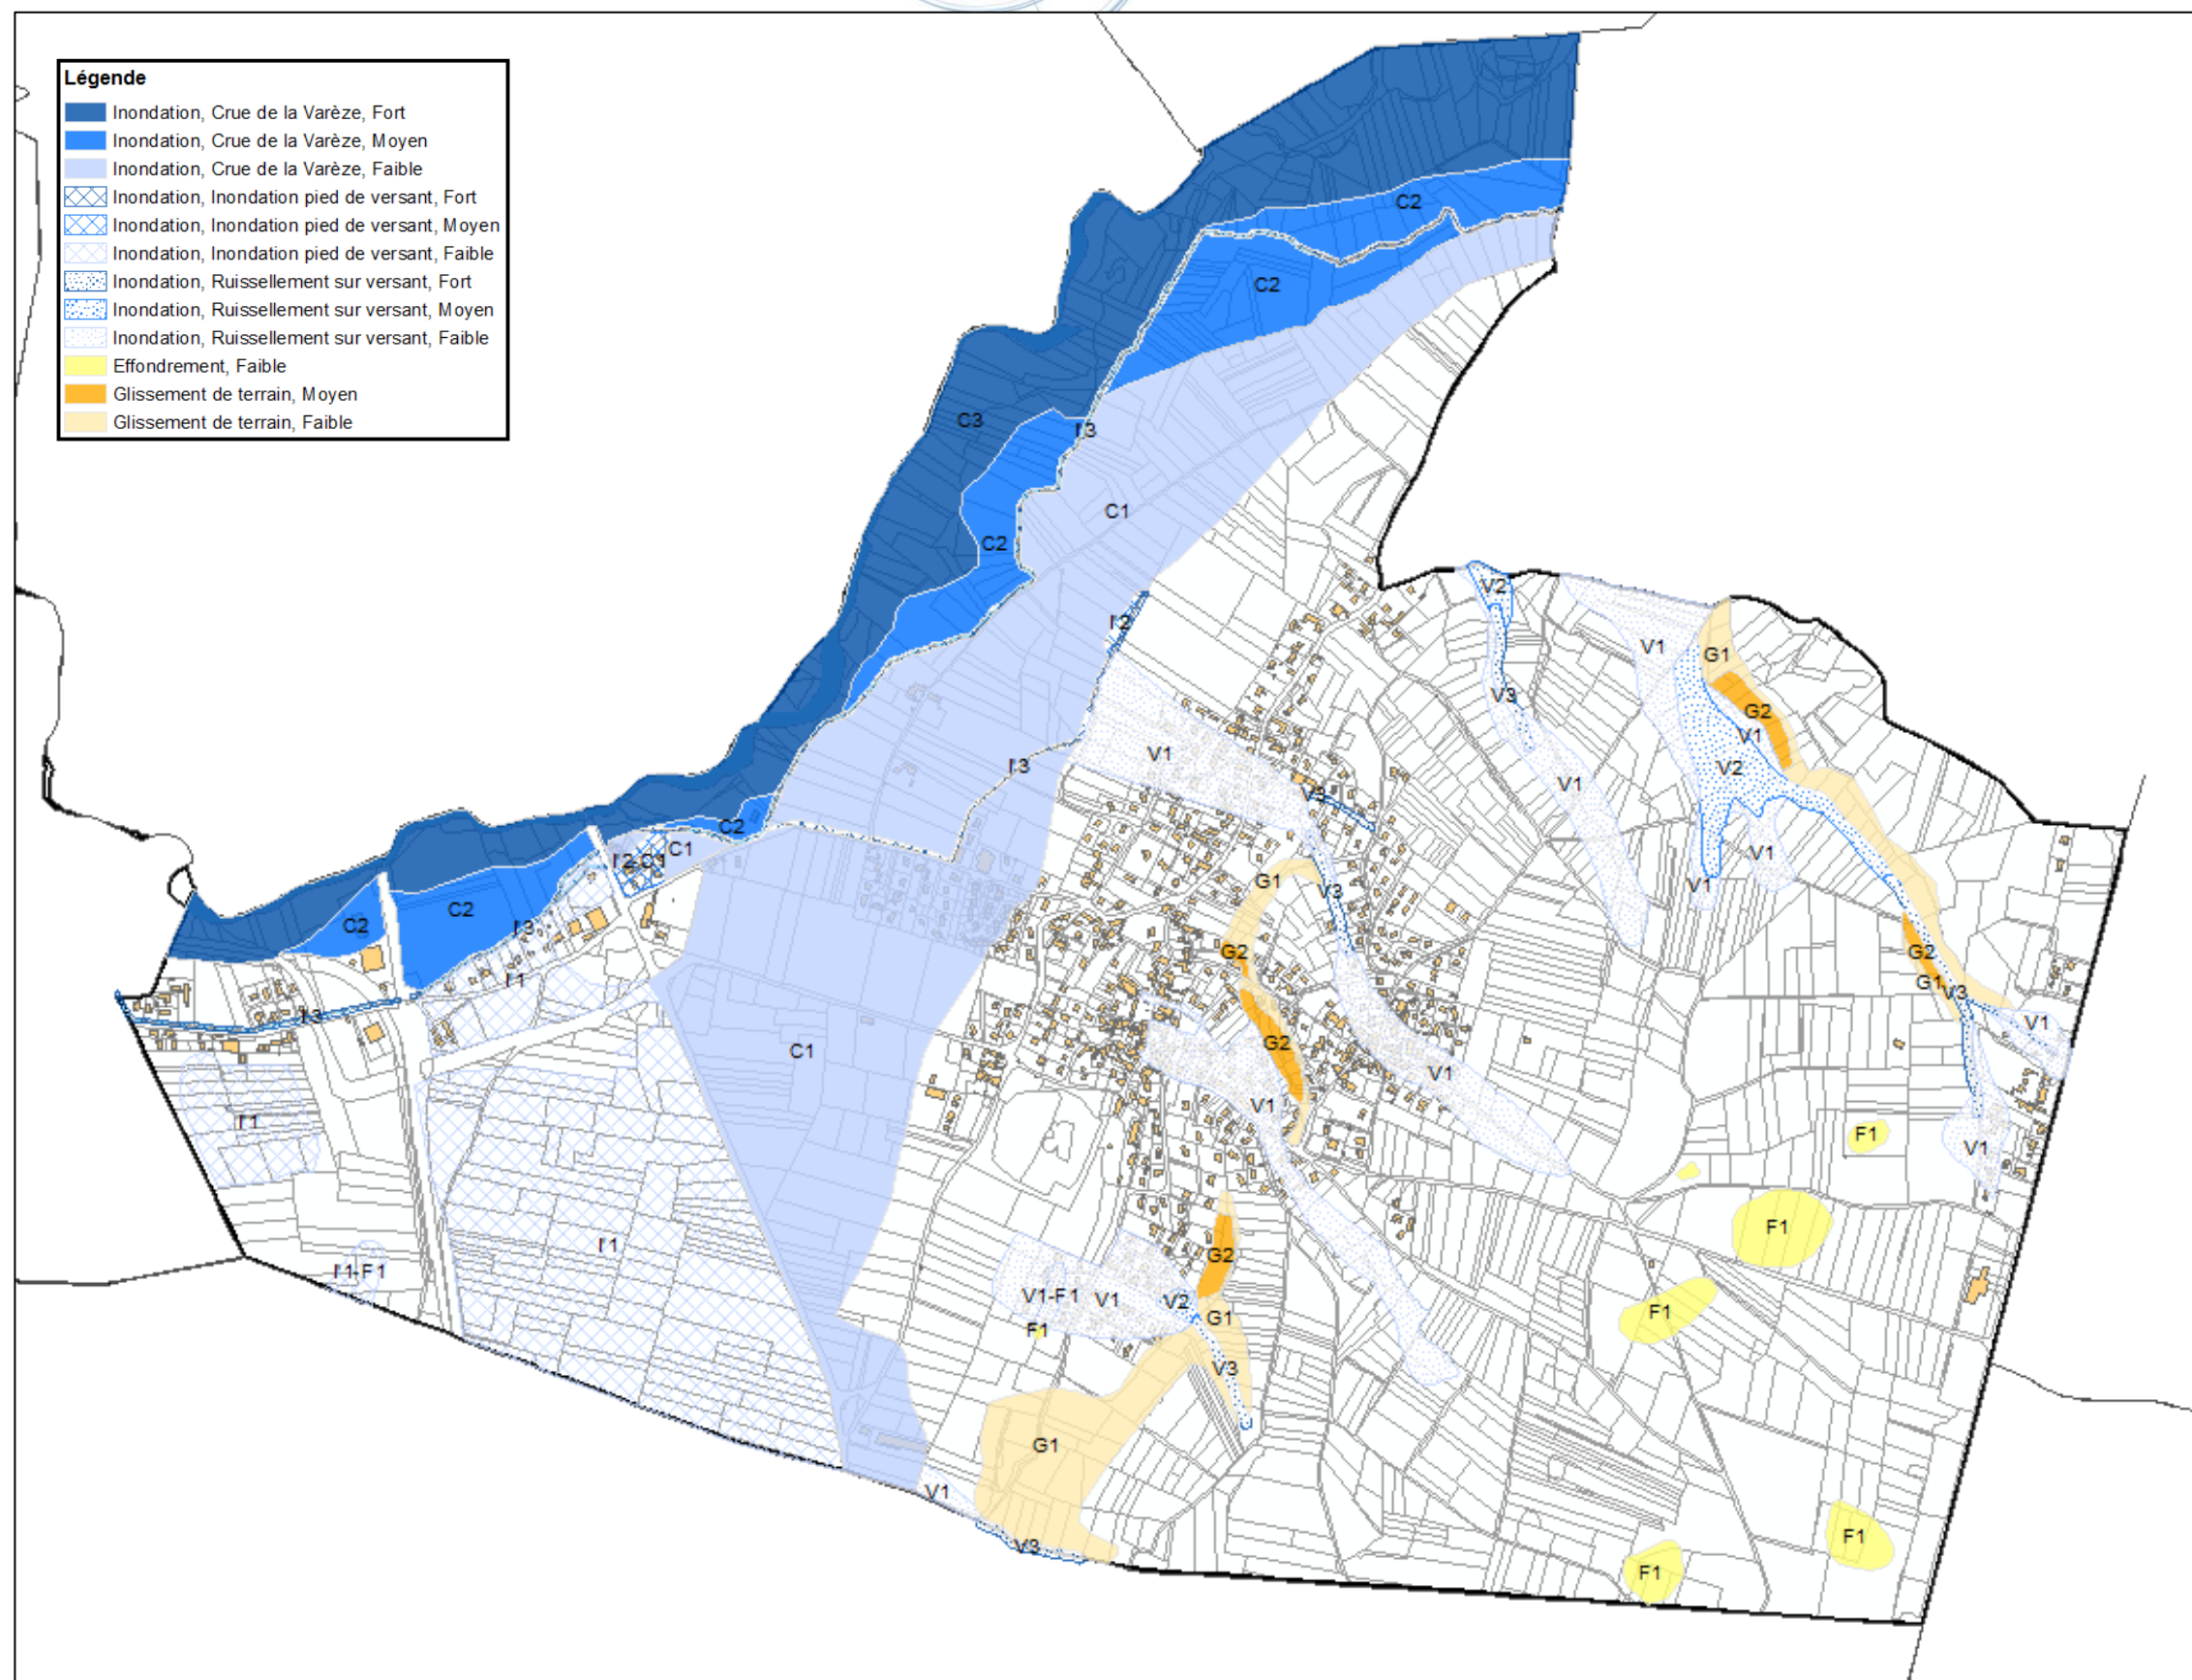 Légende
Inondation, Crue de la Varèze, Fort
Inondation, Crue de la Varèze, Moyen
Inondation, Crue de la Varèze, Faible
Inondation, Inondation pied de versant, Fort
Inondation, Inondation pied de versant, Moyen
Inondation, Inondation pied de versant, Faible
Inondation, Ruissellement sur versant, Fort
Inondation, Ruissellement sur versant, Moyen
Inondation, Ruissellement sur versant, Faible
Effondrement, Faible
Glissement de terrain, Moyen
Glissement de terrain, Faible
C2
C2
C3
I'3
C1
C2
V2
I'2
V1
G1
V3
G2
V1
V1
I'3
V2
V1
V3
C2
C1
I'2-C1
V1
G1
V1
V3
C2
C2
I'3
G2
G2
I'1
G1
V3
I'3
V1
G2
C1
V1
V1
I'1
F1
V1
F1
I'1
G2
I'1-F1
V1-F1
V1
V2
F1
G1
F1
V3
G1
V1
F1
V3
F1